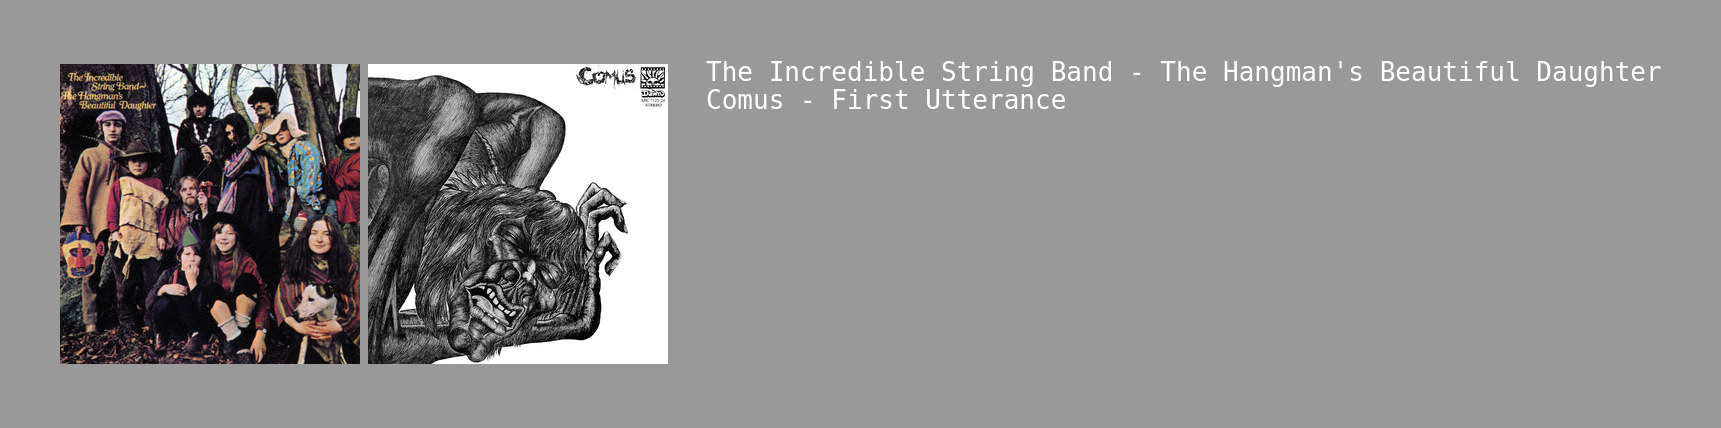 The Incredible
String Band
The Hangman's
Beautiful Daughter
COMUS
STEREO
The Incredible String Band - The Hangman's Beautiful Daughter
Comus - First Utterance